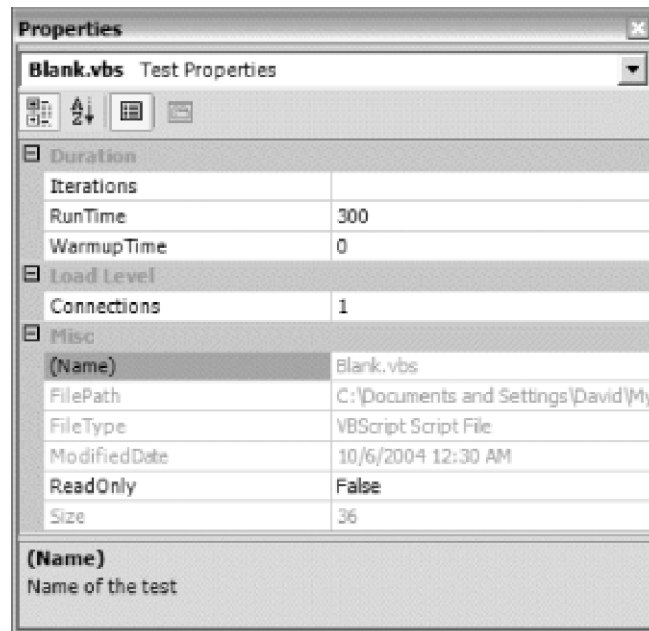 Properties
Blank.vbs Test Properties
Duration
Iterations
RunTime 300
WarmupTime 0
Load Level
Connections 1
Misc
(Name) Blank.vbs
FilePath C:\Documents and Settings\David\My
FileType VBScript Script File
ModifiedDate 10/6/2004 12:30 AM
ReadOnly False
Size 36
(Name)
Name of the test